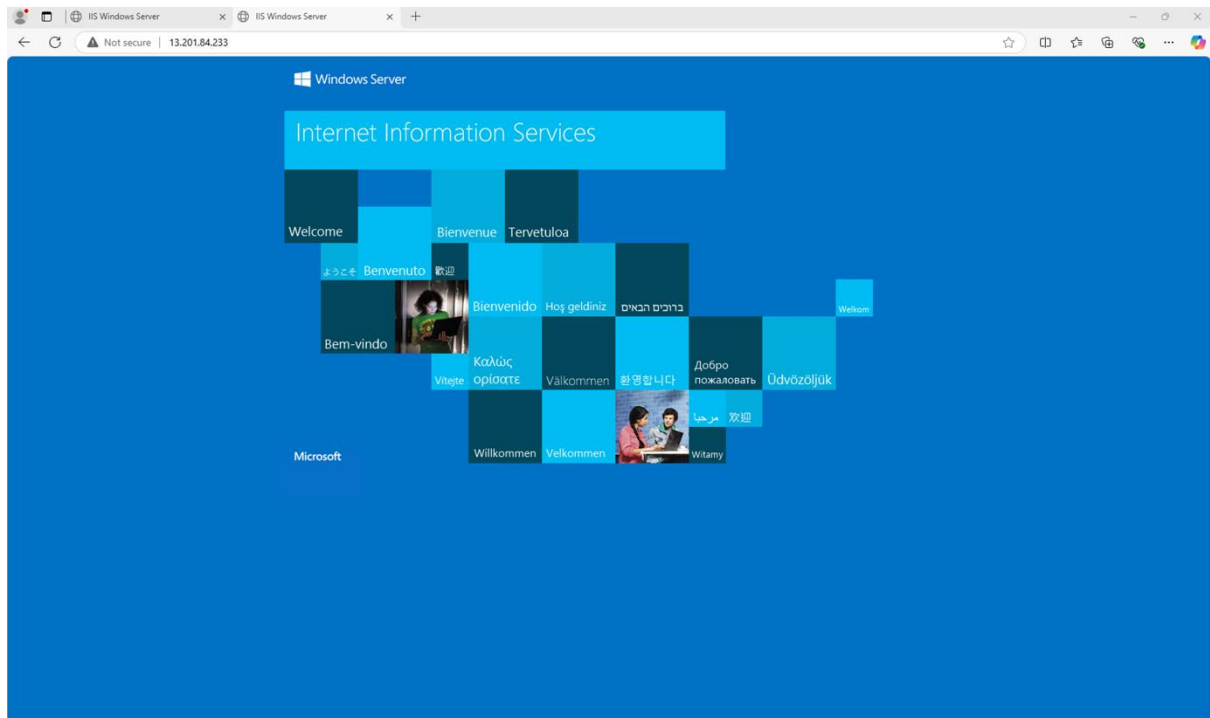 IIS Windows Server
IIS Windows Server
Not secure
13.201.84.233
Windows Server
Internet Information Services
Welcome
Bienvenue
Tervetuloa
ようこそ
Benvenuto
歡迎
Bienvenido
Hoş geldiniz
ברוכים הבאים
Welkom
Bem-vindo
Vítejte
Καλώς
ορίσατε
Välkommen
환영합니다
Добро
пожаловать
Üdvözöljük
مرحبا
欢迎
Microsoft
Willkommen
Velkommen
Witamy